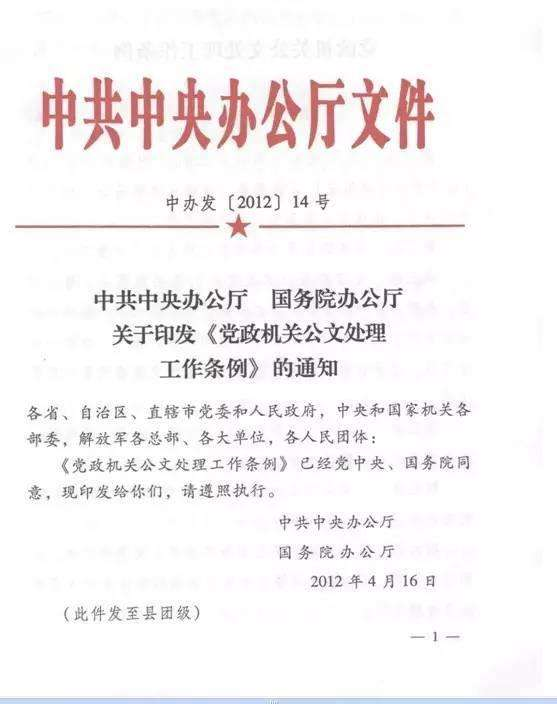 中共中央办公厅文件
中办发〔2012〕14号
中共中央办公厅 国务院办公厅
关于印发《党政机关公文处理
工作条例》的通知
各省、自治区、直辖市党委和人民政府，中央和国家机关各
部委，解放军各总部、各大单位，各人民团体：
《党政机关公文处理工作条例》已经党中央、国务院同
意，现印发给你们，请遵照执行。
中共中央办公厅
国务院办公厅
2012年4月16日
（此件发至县团级）
— 1 —